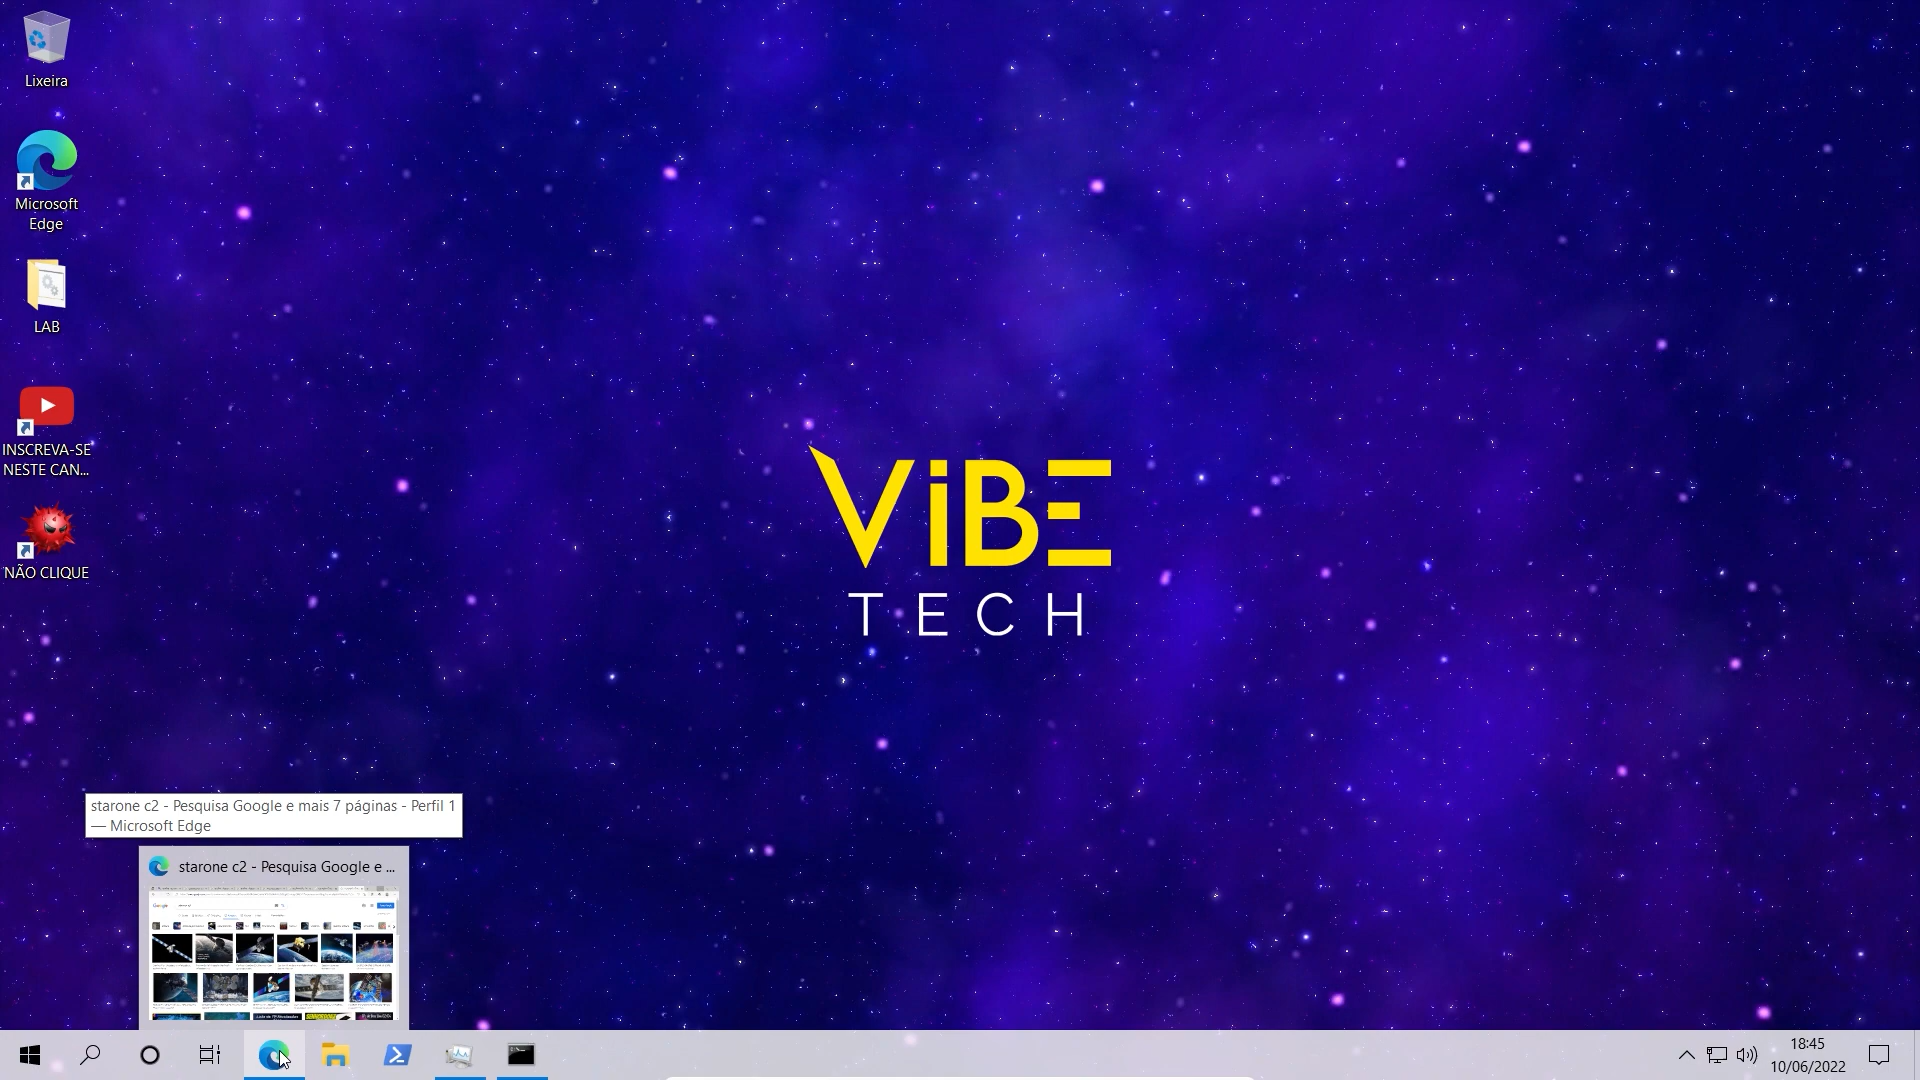 Lixeira
Microsoft
Edge
LAB
INSCREVA-SE
NESTE CAN...
NÃO CLIQUE
ViBE
TECH
starone c2 - Pesquisa Google e mais 7 páginas - Perfil 1
— Microsoft Edge
starone c2 - Pesquisa Google e ...
18:45
10/06/2022